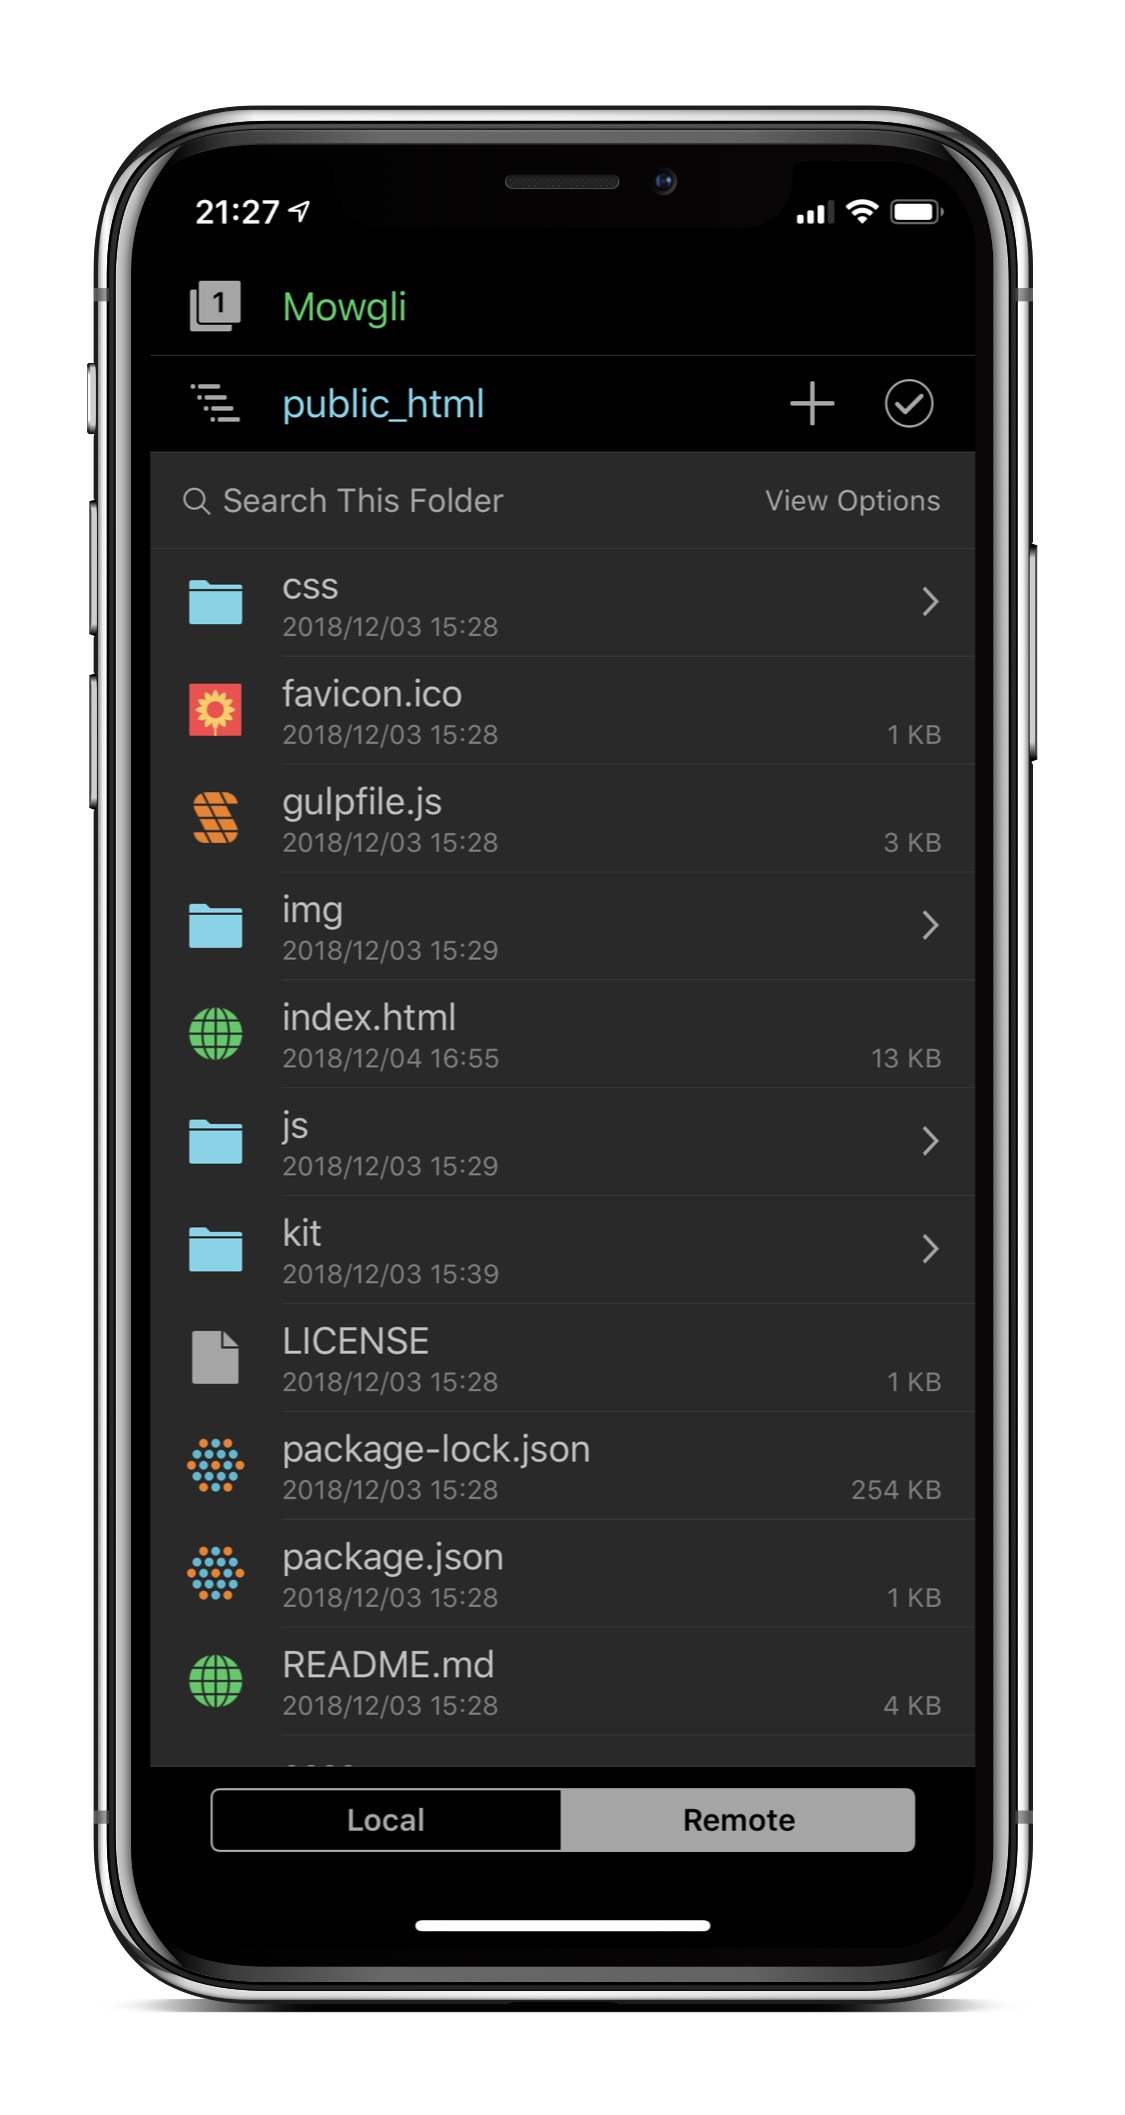 21:27
1
Mowgli
public_html
Search This Folder
View Options
css
2018/12/03 15:28
favicon.ico
2018/12/03 15:28
1 KB
gulpfile.js
2018/12/03 15:28
3 KB
img
2018/12/03 15:29
index.html
2018/12/04 16:55
13 KB
js
2018/12/03 15:29
kit
2018/12/03 15:39
LICENSE
2018/12/03 15:28
1 KB
package-lock.json
2018/12/03 15:28
254 KB
package.json
2018/12/03 15:28
1 KB
README.md
2018/12/03 15:28
4 KB
Local
Remote